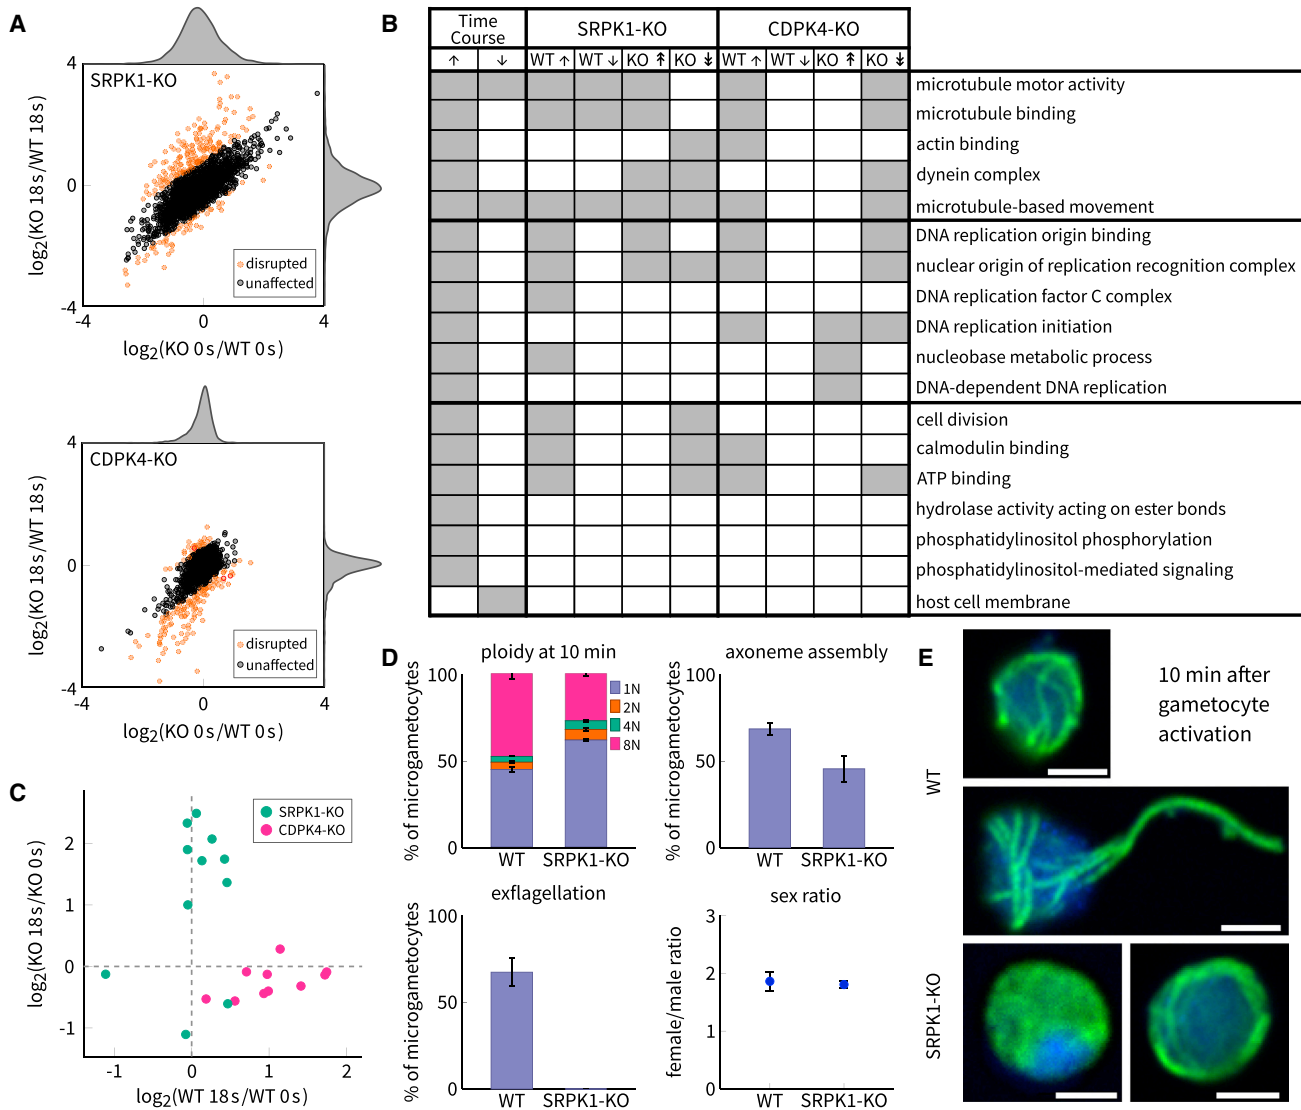 A
SRPK1-KO
4
0
-4
log2(KO 18s/WT 18s)
disrupted
unaffected
-4
0
4
log2(KO 0s/WT 0s)
CDPK4-KO
4
0
-4
log2(KO 18s/WT 18s)
disrupted
unaffected
-4
0
4
log2(KO 0s/WT 0s)
B
Time Course
SRPK1-KO
CDPK4-KO
↑ ↓ WT ↑ WT ↓ KO ⇞ KO ⇟ WT ↑ WT ↓ KO ⇞ KO ⇟
microtubule motor activity
microtubule binding
actin binding
dynein complex
microtubule-based movement
DNA replication origin binding
nuclear origin of replication recognition complex
DNA replication factor C complex
DNA replication initiation
nucleobase metabolic process
DNA-dependent DNA replication
cell division
calmodulin binding
ATP binding
hydrolase activity acting on ester bonds
phosphatidylinositol phosphorylation
phosphatidylinositol-mediated signaling
host cell membrane
C
SRPK1-KO
CDPK4-KO
2
1
0
-1
log2(KO 18s/KO 0s)
-1
0
1
2
log2(WT 18s/WT 0s)
D
ploidy at 10 min
100
50
0
% of microgametocytes
1N
2N
4N
8N
WT
SRPK1-KO
axoneme assembly
100
50
0
% of microgametocytes
WT
SRPK1-KO
exflagellation
100
50
0
% of microgametocytes
WT
SRPK1-KO
sex ratio
3
2
1
0
female/male ratio
WT
SRPK1-KO
E
10 min after
gametocyte
activation
WT
SRPK1-KO